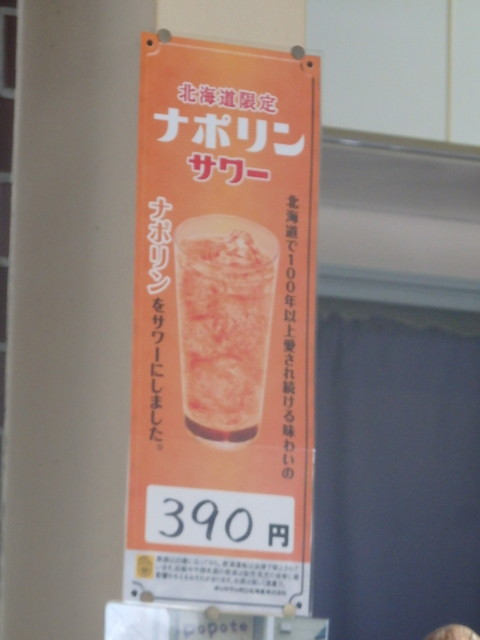 北海道限定
ナポリン
サワー
北海道で100年以上愛され続ける味わいの
ナポリンをサワーにしました。
390円
popote